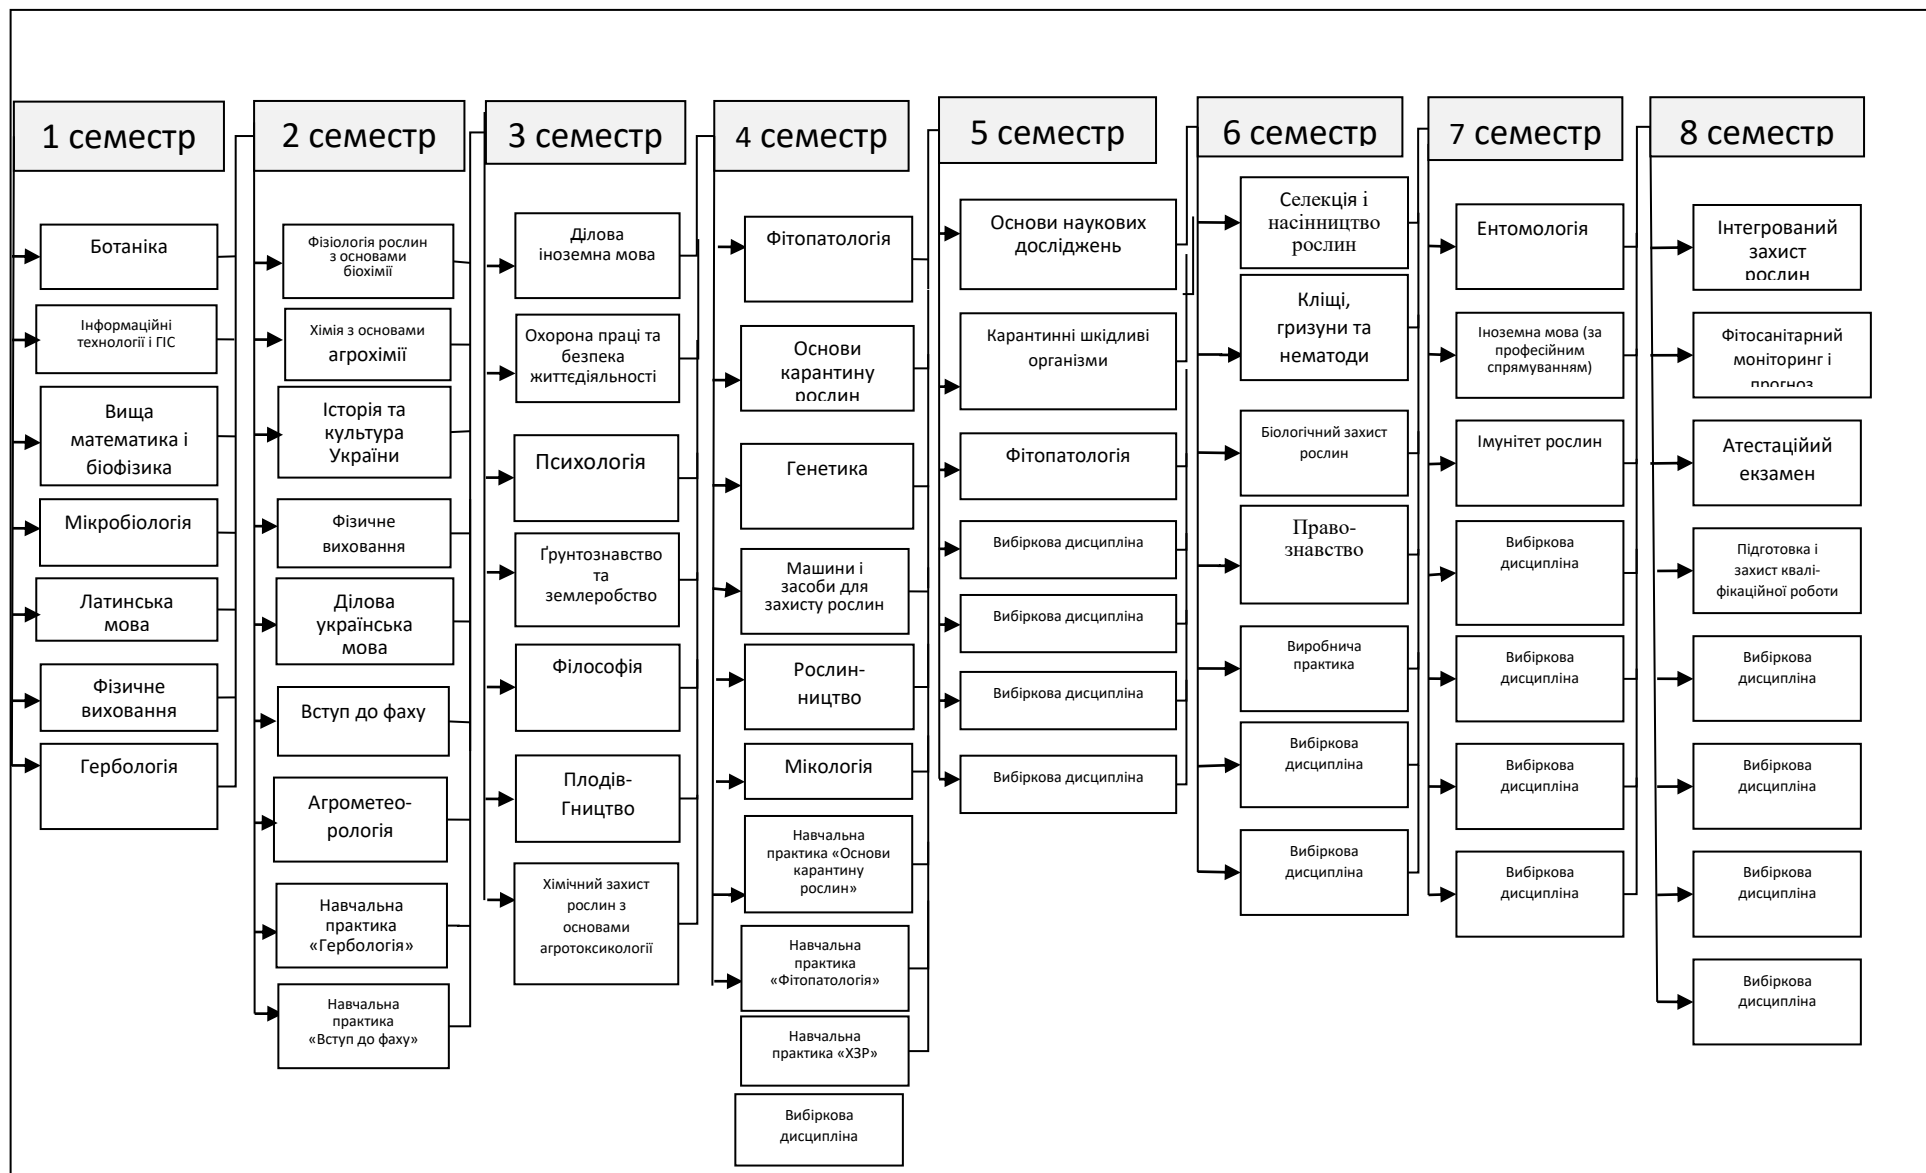 1 семестр
Ботаніка
Інформаційні
технології і ГІС
Вища
математика і
біофізика
Мікробіологія
Латинська
мова
Фізичне
виховання
Гербологія
2 семестр
Фізіологія рослин
з основами
біохімії
Хімія з основами
агрохімії
Історія та
культура
України
Фізичне
виховання
Ділова
українська
мова
Вступ до фаху
Агрометео-
рологія
Навчальна
практика
«Гербологія»
Навчальна
практика
«Вступ до фаху»
3 семестр
Ділова
іноземна мова
Охорона праці та
безпека
життєдіяльності
Психологія
Ґрунтознавство
та
землеробство
Філософія
Плодів-
Гництво
Хімічний захист
рослин з
основами
агротоксикології
4 семестр
Фітопатологія
Основи
карантину
рослин
Генетика
Машини і
засоби для
захисту рослин
Рослин-
ництво
Мікологія
Навчальна
практика «Основи
карантину
рослин»
Навчальна
практика
«Фітопатологія»
Навчальна
практика «ХЗР»
Вибіркова
дисципліна
5 семестр
Основи наукових
досліджень
Карантинні шкідливі
організми
Фітопатологія
Вибіркова дисципліна
Вибіркова дисципліна
Вибіркова дисципліна
Вибіркова дисципліна
6 семестр
Селекція і
насінництво
рослин
Кліщі,
гризуни та
нематоди
Біологічний захист
рослин
Право-
знавство
Виробнича
практика
Вибіркова
дисципліна
Вибіркова
дисципліна
7 семестр
Ентомологія
Іноземна мова (за
професійним
спрямуванням)
Імунітет рослин
Вибіркова
дисципліна
Вибіркова
дисципліна
Вибіркова
дисципліна
Вибіркова
дисципліна
8 семестр
Інтегрований
захист
рослин
Фітосанітарний
моніторинг і
прогноз
Атестаційий
екзамен
Підготовка і
захист квалі-
фікаційної роботи
Вибіркова
дисципліна
Вибіркова
дисципліна
Вибіркова
дисципліна
Вибіркова
дисципліна